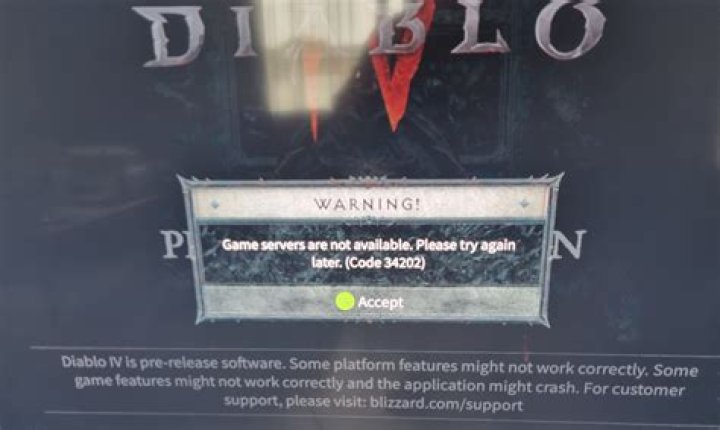 DIABLO
IV
WARNING!
Game servers are not available. Please try again
later. (Code 34202)
Accept
Diablo IV is pre-release software. Some platform features might not work correctly. Some
game features might not work correctly and the application might crash. For customer
support, please visit: blizzard.com/support